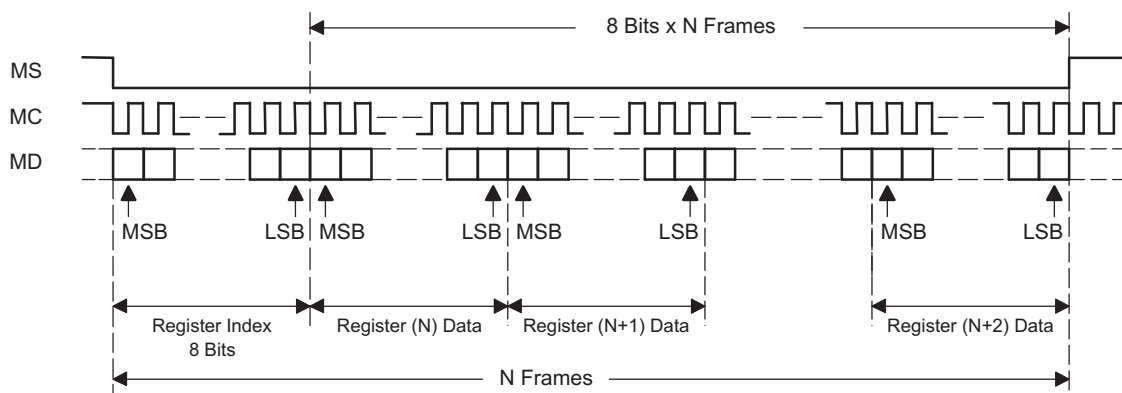 8 Bits x N Frames
MS
MC
MD
MSB LSB MSB LSB MSB LSB MSB LSB
Register Index
8 Bits
Register (N) Data
Register (N+1) Data
Register (N+2) Data
N Frames